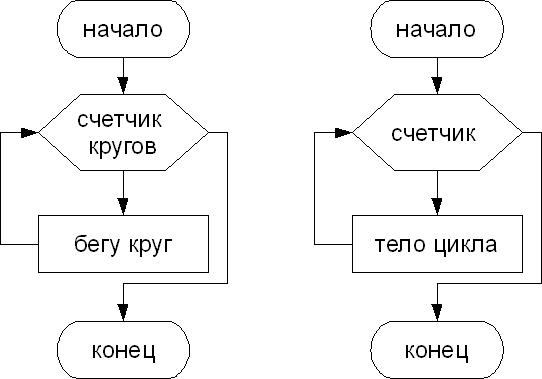 начало
счетчик
кругов
бегу круг
конец
начало
счетчик
тело цикла
конец